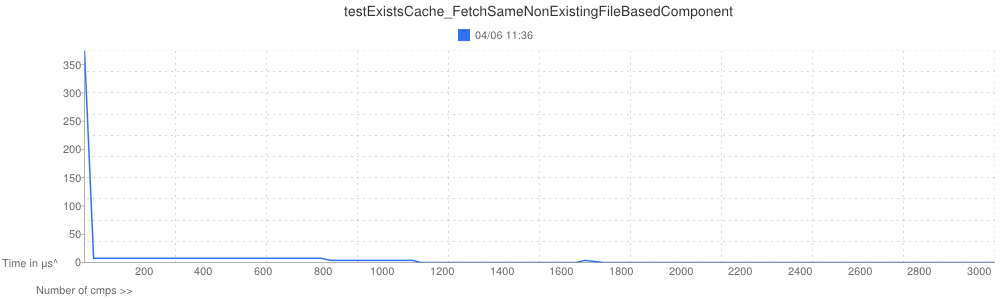 testExistsCache_FetchSameNonExistingFileBasedComponent
04/06 11:36
350
300
250
200
150
100
50
Time in µs^ 0
200 400 600 800 1000 1200 1400 1600 1800 2000 2200 2400 2600 2800 3000
Number of cmps >>